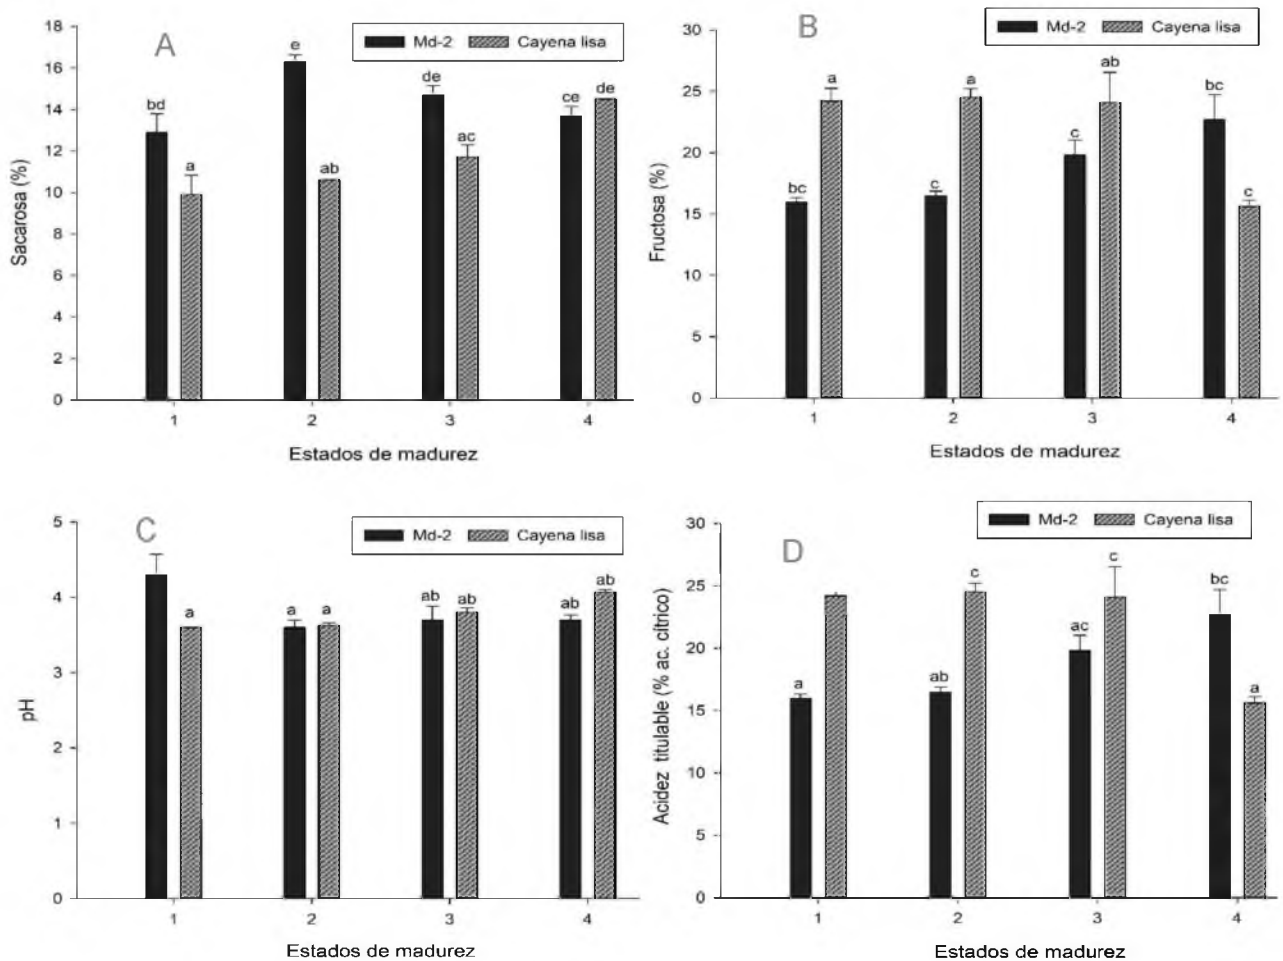 A
Md-2 Cayena lisa
Sacarosa (%)
18
16
14
12
10
8
6
4
2
0
bd a e ab de ac ce de
1 2 3 4
Estados de madurez
B
Md-2 Cayena lisa
Fructosa (%)
30
25
20
15
10
5
0
bc a c a c ab bc c
1 2 3 4
Estados de madurez
C
Md-2 Cayena lisa
pH
5
4
3
2
1
0
a a a ab ab ab ab
1 2 3 4
Estados de madurez
D
Md-2 Cayena lisa
Acidez titulable (% ac. cítrico)
30
25
20
15
10
5
0
a ab c ac c bc a
1 2 3 4
Estados de madurez